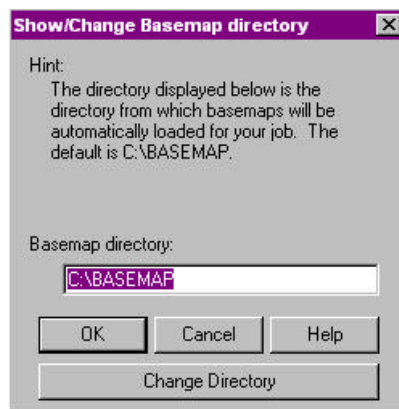 Show/Change Basemap directory
Hint:
The directory displayed below is the
directory from which basemaps will be
automatically loaded for your job. The
default is C:\BASEMAP.
Basemap directory:
C:\BASEMAP
OK Cancel Help
Change Directory